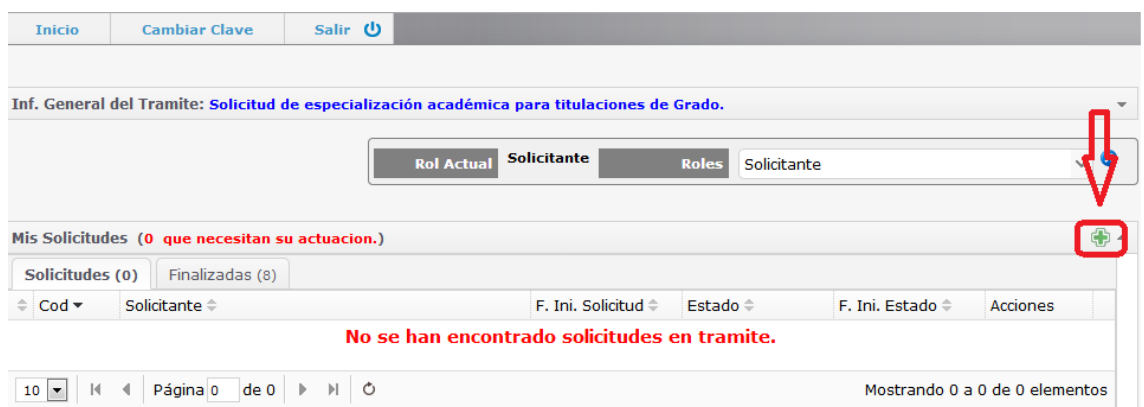 Inicio Cambiar Clave Salir
Inf. General del Tramite: Solicitud de especialización académica para titulaciones de Grado.
Rol Actual Solicitante Roles Solicitante
Mis Solicitudes (0 que necesitan su actuacion.)
Solicitudes (0) Finalizadas (8)
Cod Solicitante F. Ini. Solicitud Estado F. Ini. Estado Acciones
No se han encontrado solicitudes en tramite.
10 Página 0 de 0 Mostrando 0 a 0 de 0 elementos